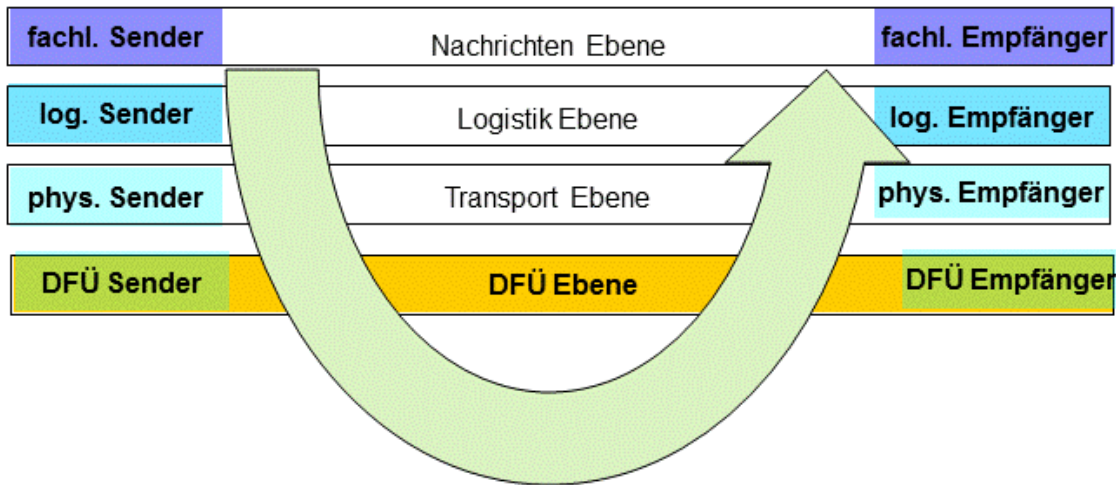 fachl. Sender Nachrichten Ebene fachl. Empfänger
log. Sender Logistik Ebene log. Empfänger
phys. Sender Transport Ebene phys. Empfänger
DFÜ Sender DFÜ Ebene DFÜ Empfänger